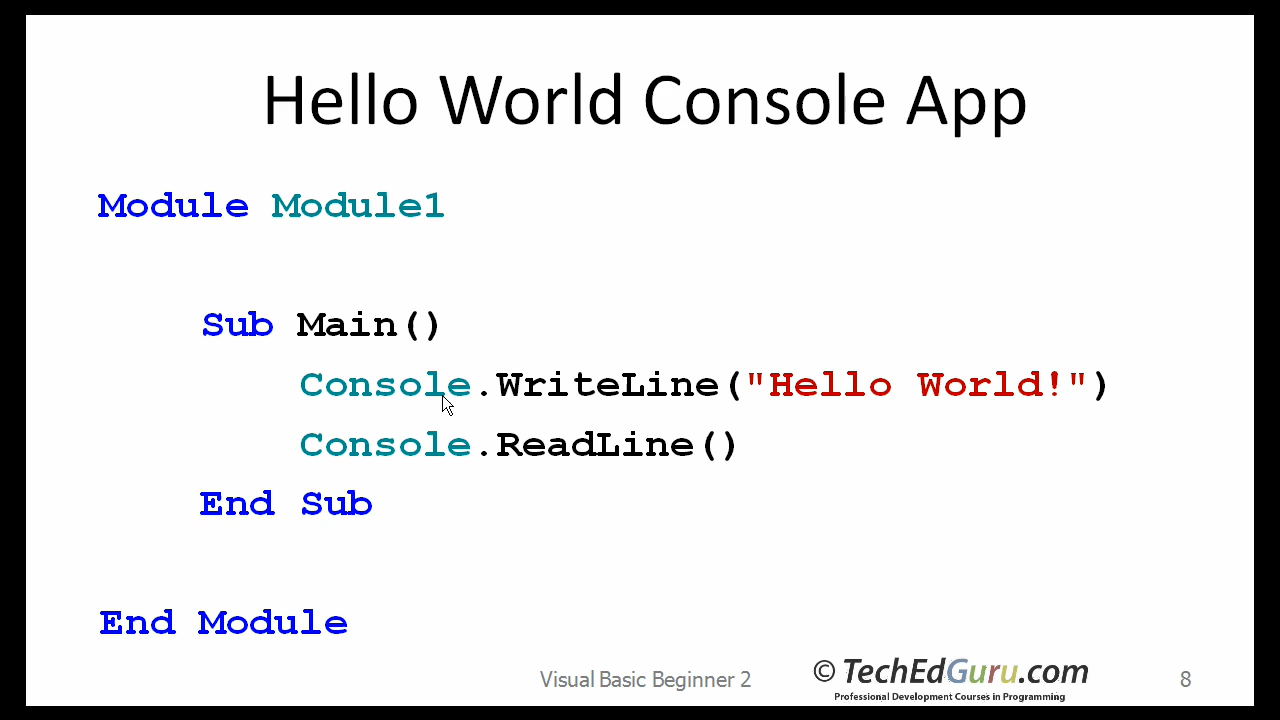 Hello World Console App
Module Module1
Sub Main()
Console.WriteLine("Hello World!")
Console.ReadLine()
End Sub
End Module
Visual Basic Beginner 2
© TechEdGuru.com
Professional Development Courses in Programming
8